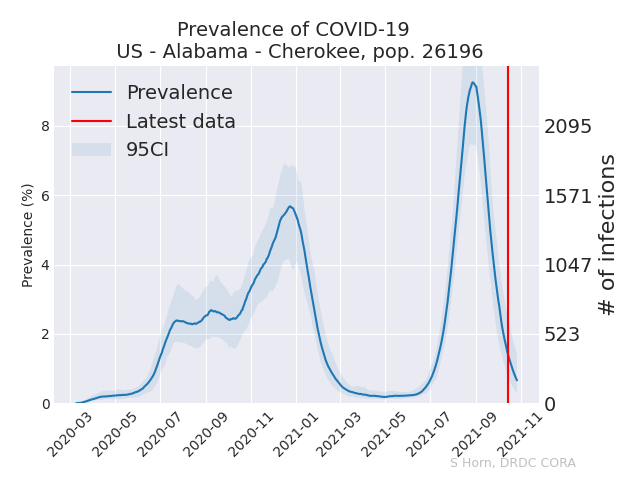 Prevalence of COVID-19
US - Alabama - Cherokee, pop. 26196
Prevalence
Latest data
95CI
Prevalence (%)
8
6
4
2
0
2095
1571
1047
523
0
# of infections
2020-03
2020-05
2020-07
2020-09
2020-11
2021-01
2021-03
2021-05
2021-07
2021-09
2021-11
S Horn, DRDC CORA